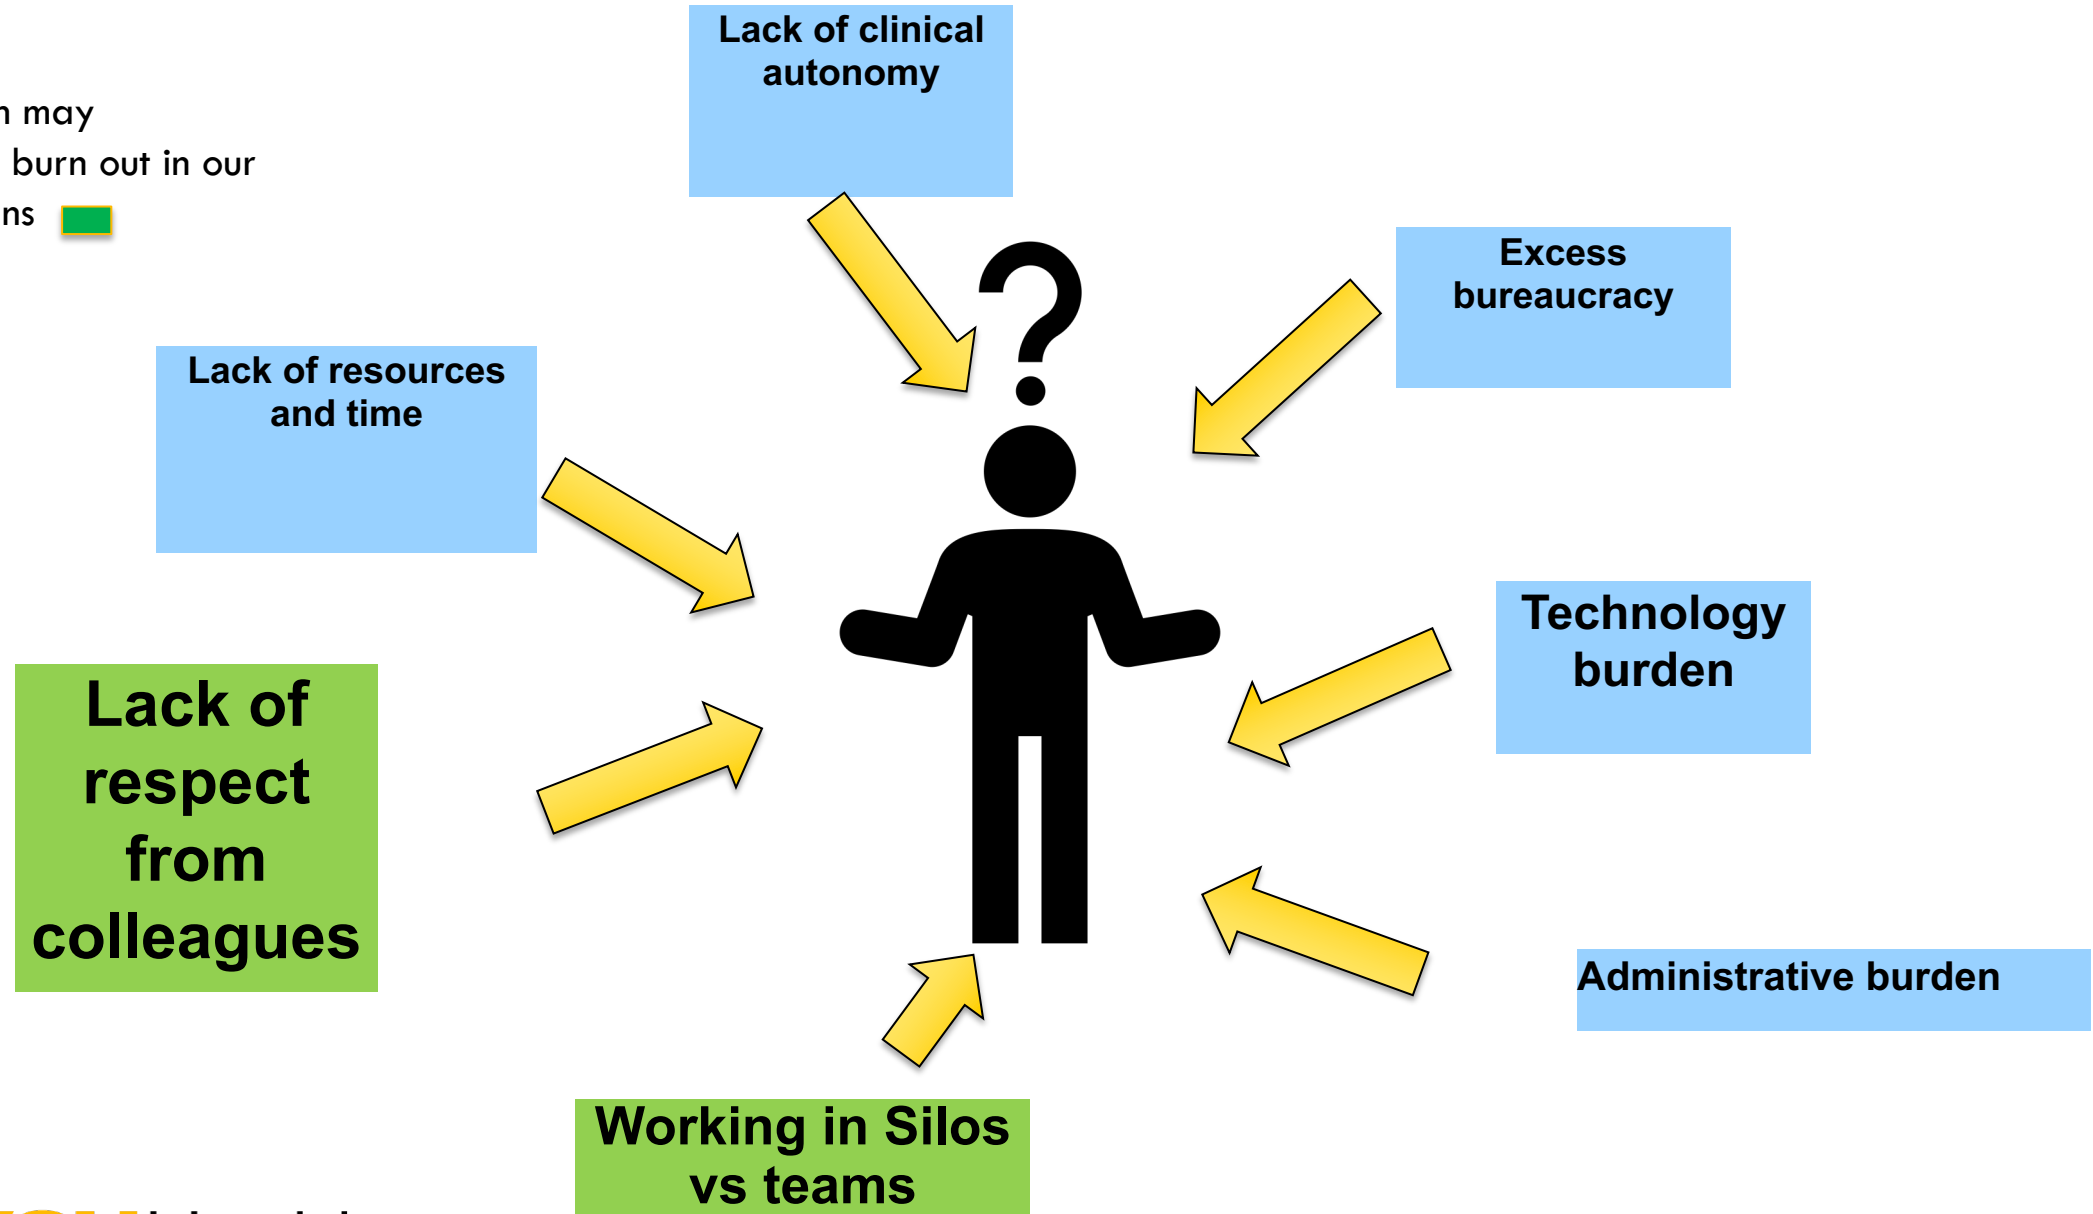 Lack of clinical
autonomy
may
burn out in our
Excess
bureaucracy
Lack of resources
and time
Technology
burden
Lack of
respect
from
colleagues
Administrative burden
Working in Silos
vs teams